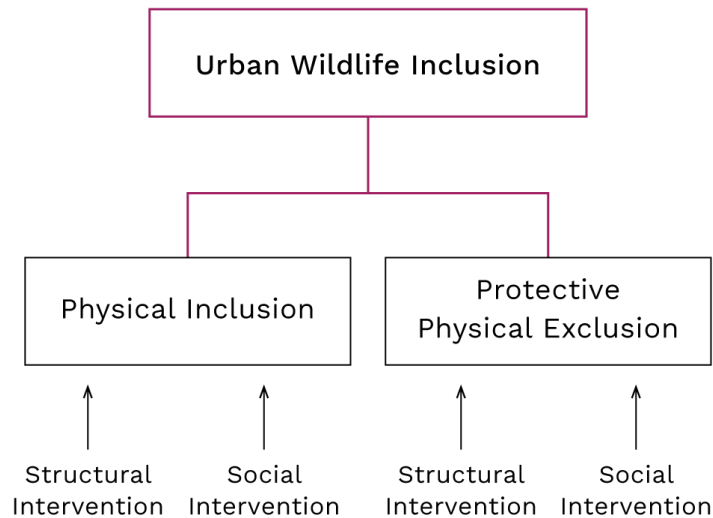 Urban Wildlife Inclusion
Physical Inclusion
Protective
Physical Exclusion
Structural
Intervention
Social
Intervention
Structural
Intervention
Social
Intervention